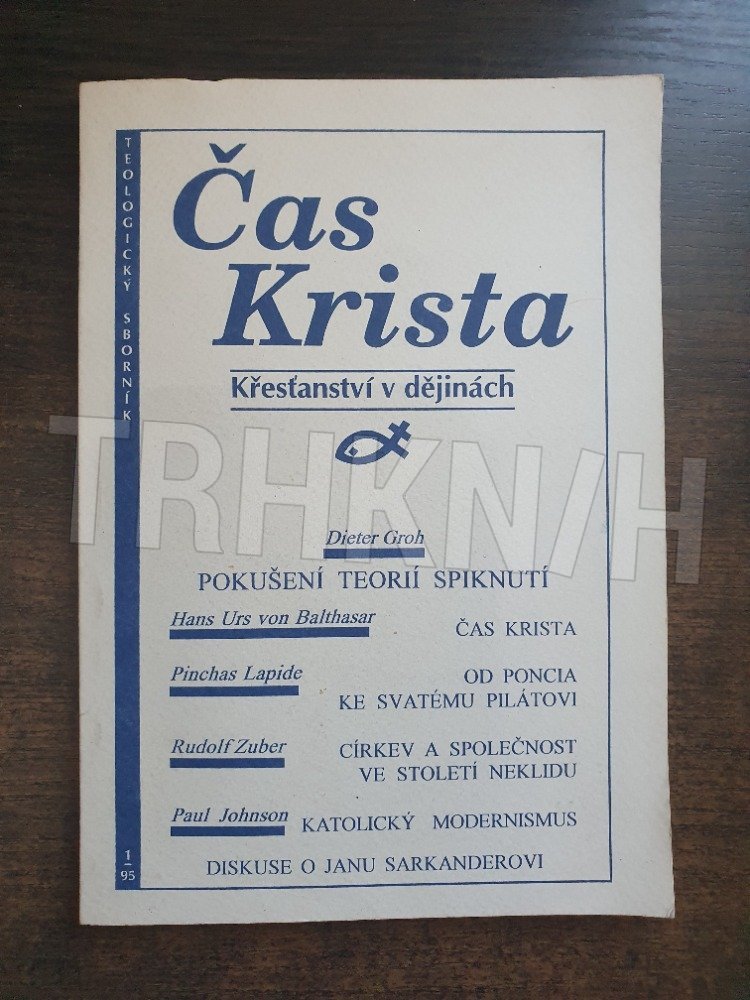 TEOLOGICKÝ SBORNÍK
Čas
Krista
Křesťanství v dějinách
Dieter Groh
POKUŠENÍ TEORIÍ SPIKNUTÍ
Hans Urs von Balthasar
ČAS KRISTA
Pinchas Lapide
OD PONCIA
KE SVATÉMU PILÁTOVI
Rudolf Zuber
CÍRKEV A SPOLEČNOST
VE STOLETÍ NEKLIDU
Paul Johnson
KATOLICKÝ MODERNISMUS
DISKUSE O JANU SARKANDEROVI
1
95
TRHKNIH